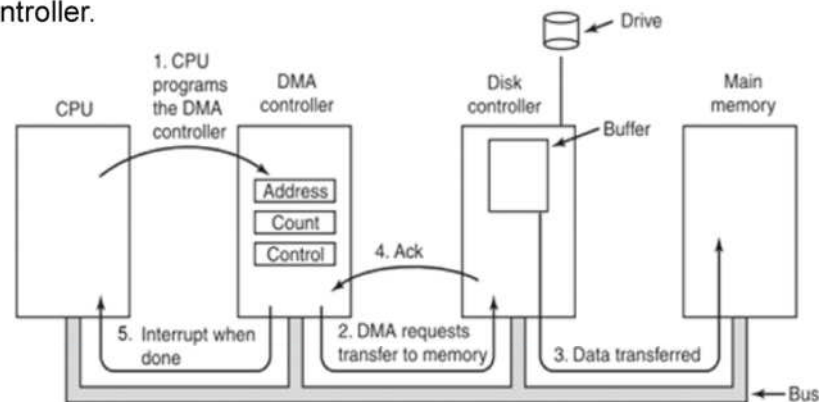 ntroller.
Drive
1. CPU
programs
the DMA
controller
CPU
DMA
controller
Disk
controller
Main
memory
Buffer
Address
Count
Control
4. Ack
5. Interrupt when
done
2. DMA requests
transfer to memory
3. Data transferred
Bus